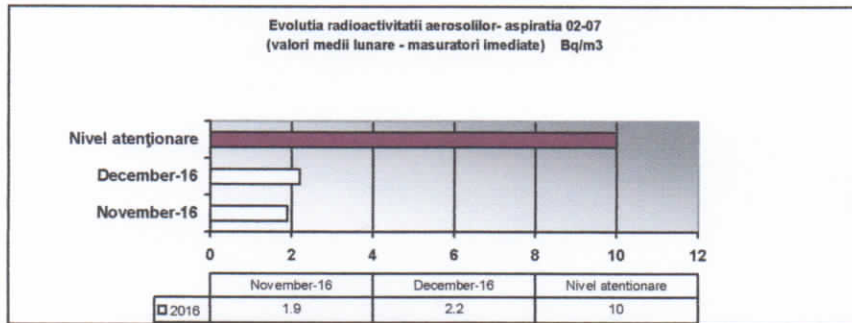 Evolutia radioactivitatii aerosolilor- aspiratia 02-07
(valori medii lunare - masuratori imediate) Bq/m3
Nivel atenţionare
December-16
November-16
0 2 4 6 8 10 12
November-16 December-16 Nivel atentionare
2016 1.9 2.2 10